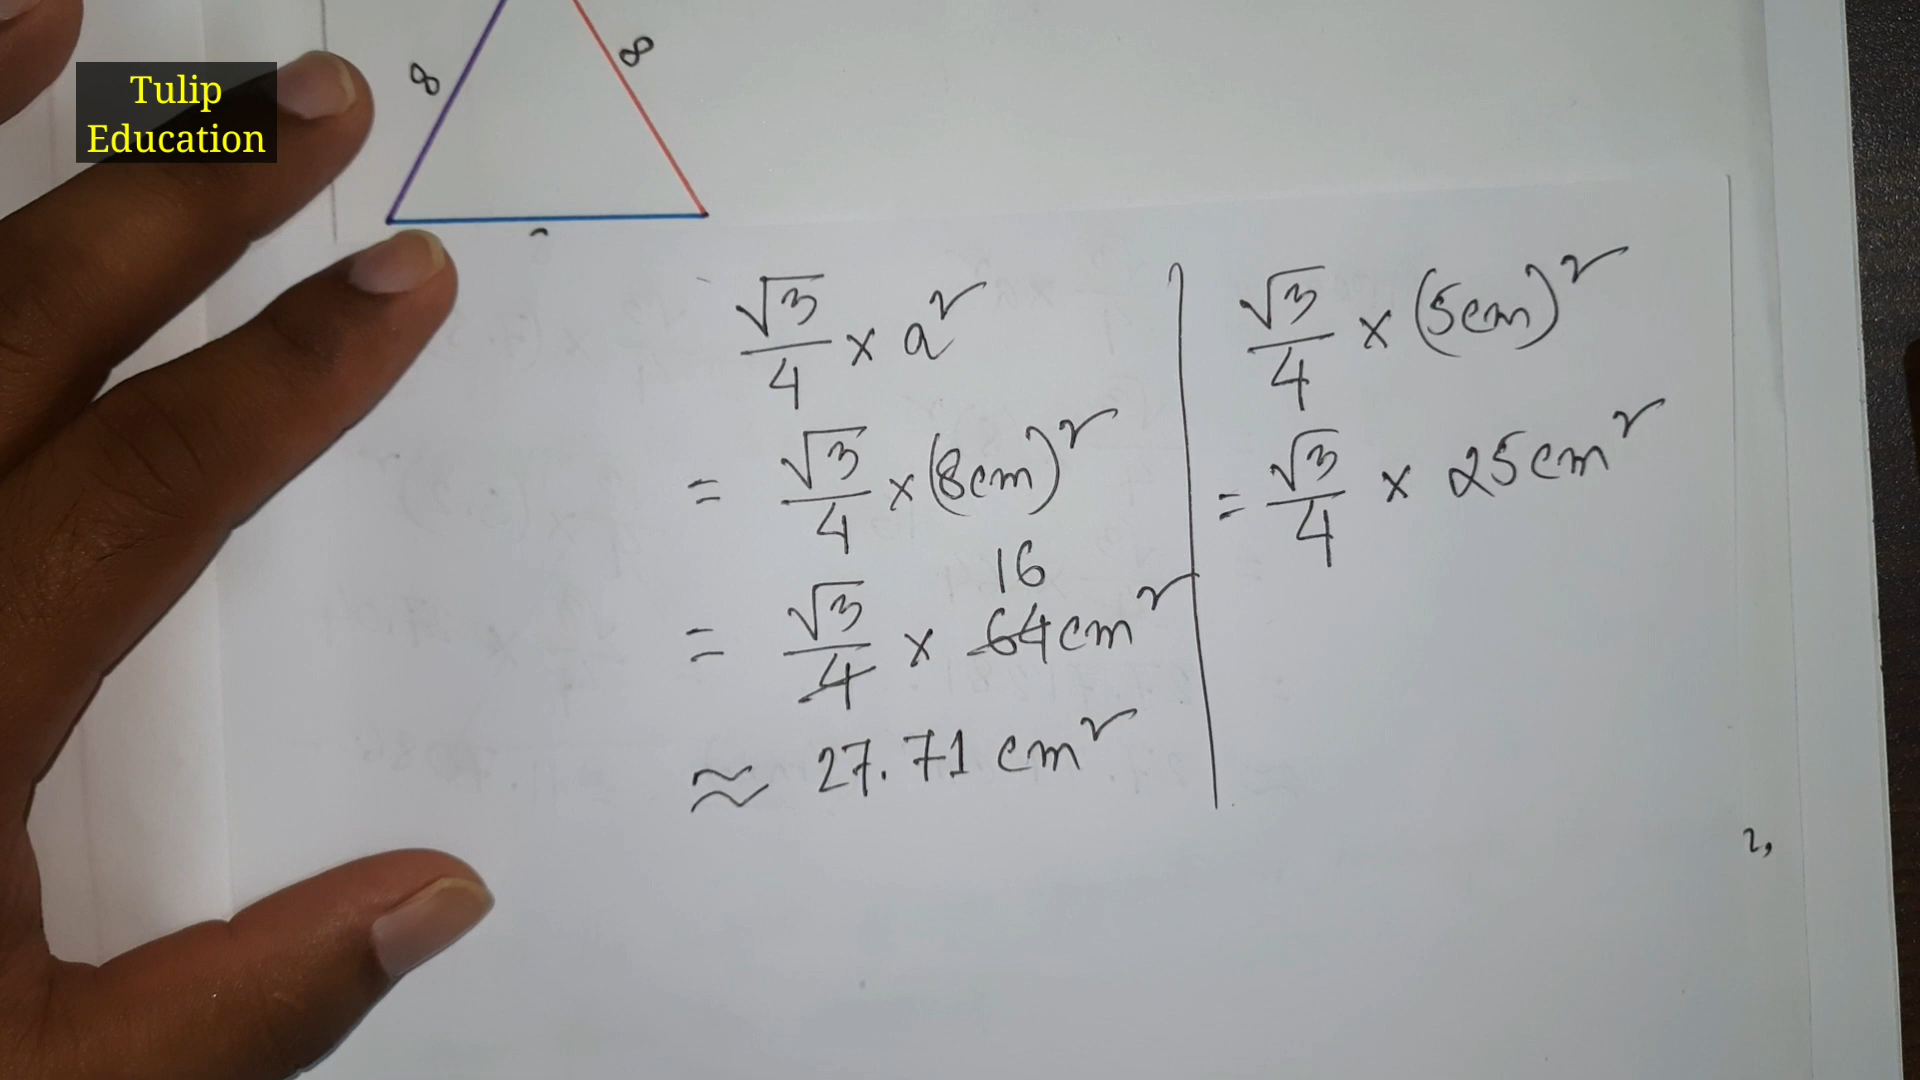 Tulip
Education
8
8
√3/4 × a²
= √3/4 × (8cm)²
16
= √3/4 × 64cm²
≈ 27.71 cm²
√3/4 × (5cm)²
= √3/4 × 25cm²